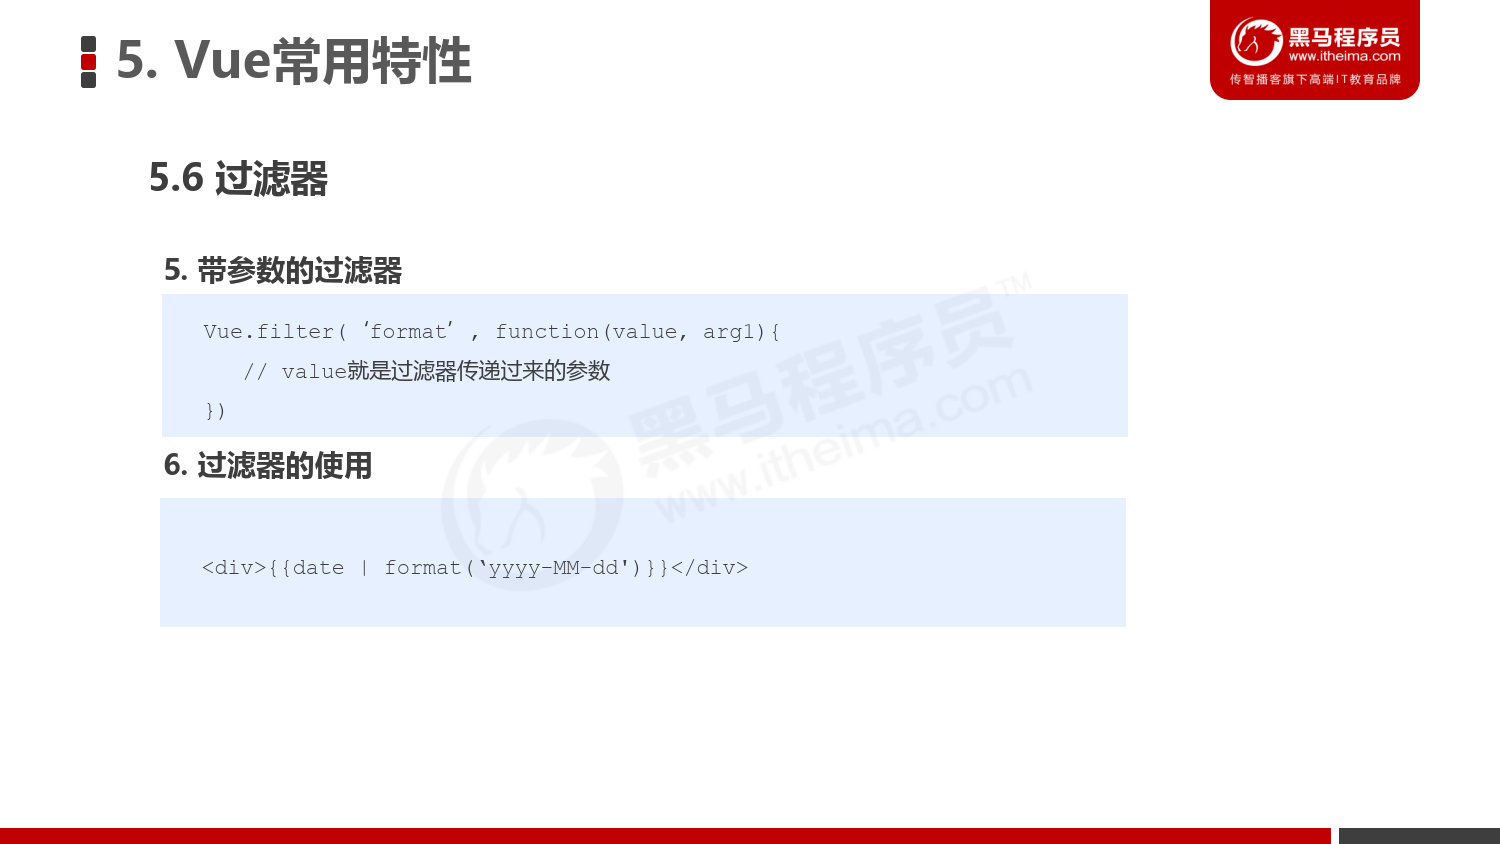 5. Vue常用特性
黑马程序员
www.itheima.com
传智播客旗下高端IT教育品牌
5.6 过滤器
5. 带参数的过滤器
Vue.filter(‘format’, function(value, arg1){
// value就是过滤器传递过来的参数
})
6. 过滤器的使用
<div>{{date | format(‘yyyy-MM-dd')}}</div>
黑马程序员™
www.itheima.com